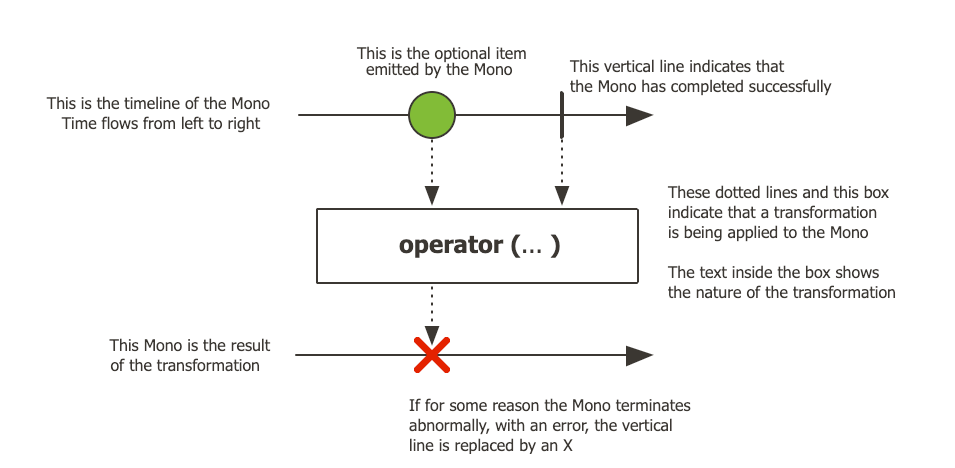 This is the optional item
emitted by the Mono
This vertical line indicates that
the Mono has completed successfully
This is the timeline of the Mono
Time flows from left to right
These dotted lines and this box
indicate that a transformation
is being applied to the Mono
operator (... )
The text inside the box shows
the nature of the transformation
This Mono is the result
of the transformation
If for some reason the Mono terminates
abnormally, with an error, the vertical
line is replaced by an X